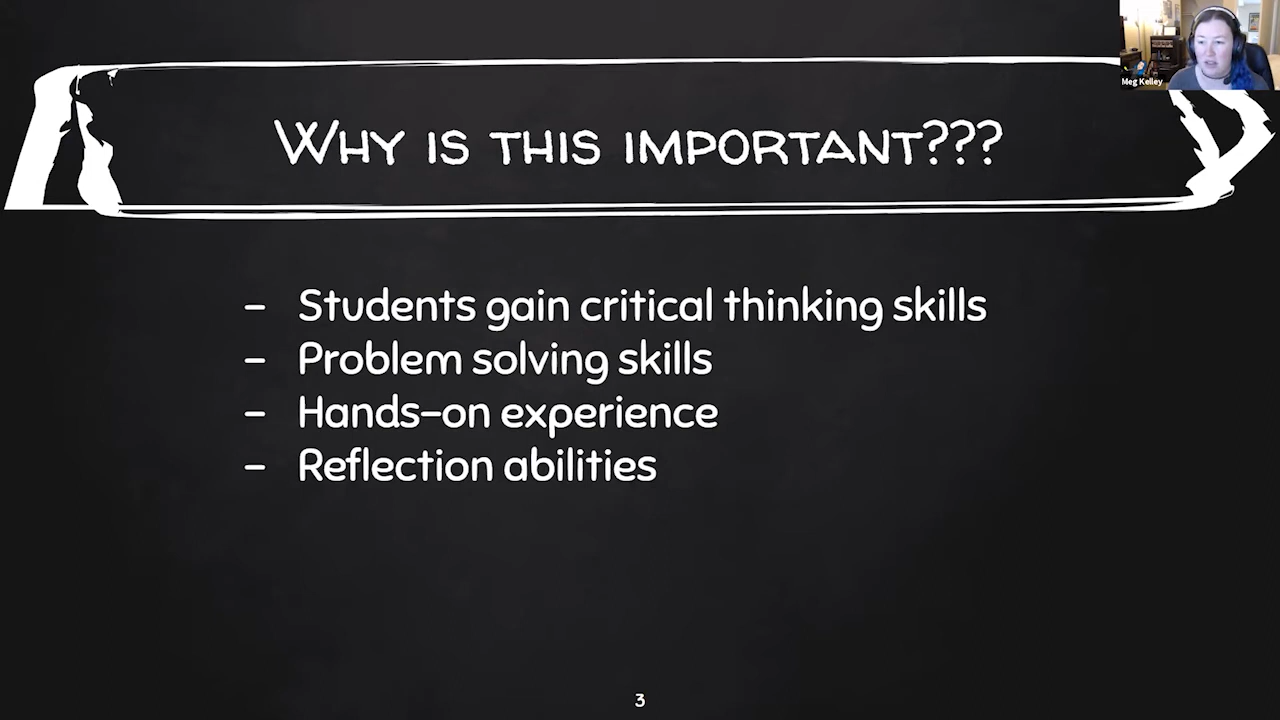 Meg Kelley
Why is this important???
- Students gain critical thinking skills
- Problem solving skills
- Hands-on experience
- Reflection abilities
3